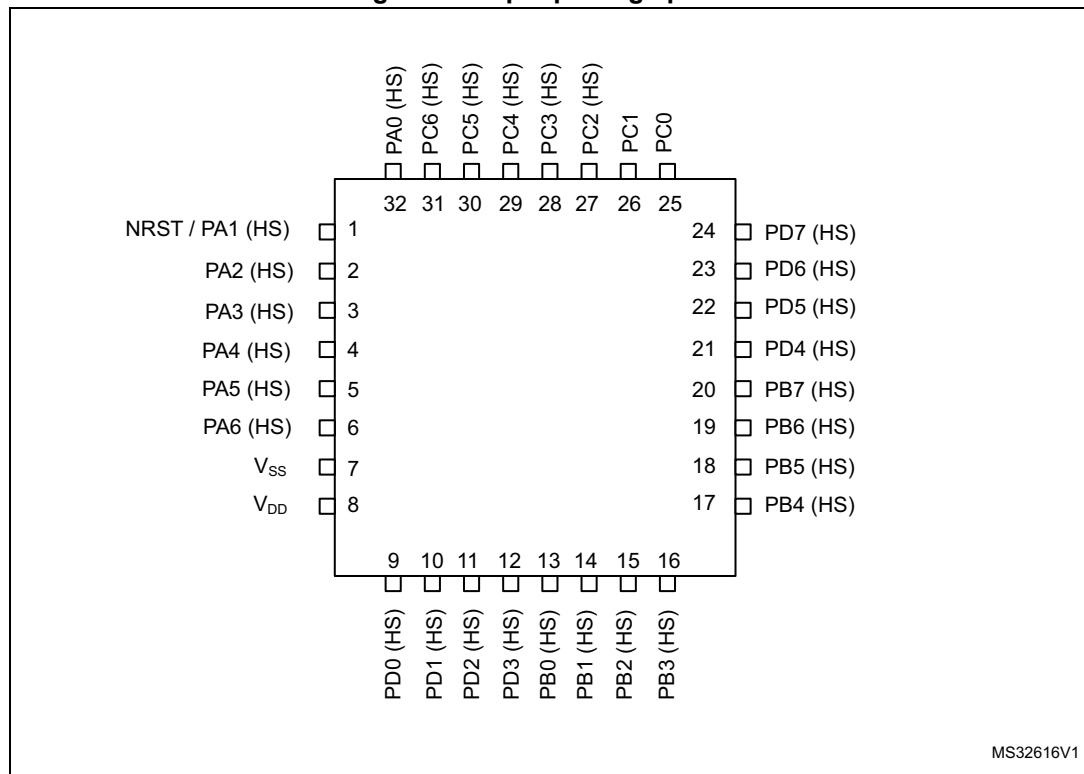 PA0 (HS)
PC6 (HS)
PC5 (HS)
PC4 (HS)
PC3 (HS)
PC2 (HS)
PC1
PC0
32 31 30 29 28 27 26 25
NRST / PA1 (HS) 1 24 PD7 (HS)
PA2 (HS) 2 23 PD6 (HS)
PA3 (HS) 3 22 PD5 (HS)
PA4 (HS) 4 21 PD4 (HS)
PA5 (HS) 5 20 PB7 (HS)
PA6 (HS) 6 19 PB6 (HS)
VSS 7 18 PB5 (HS)
VDD 8 17 PB4 (HS)
9 10 11 12 13 14 15 16
PD0 (HS)
PD1 (HS)
PD2 (HS)
PD3 (HS)
PB0 (HS)
PB1 (HS)
PB2 (HS)
PB3 (HS)
MS32616V1